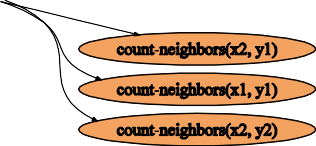 count-neighbors(x2, y1)
count-neighbors(x1, y1)
count-neighbors(x2, y2)